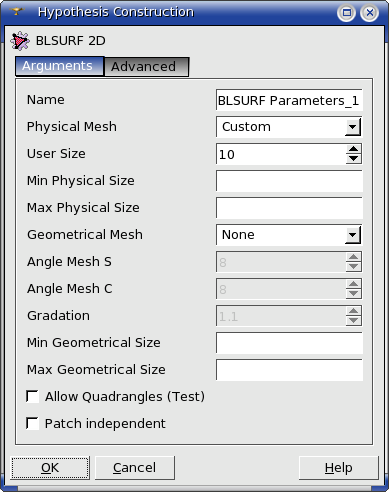 Hypothesis Construction
BLSURF 2D
Arguments Advanced
Name BLSURF Parameters_1
Physical Mesh Custom
User Size 10
Min Physical Size
Max Physical Size
Geometrical Mesh None
Angle Mesh S 8
Angle Mesh C 8
Gradation 1.1
Min Geometrical Size
Max Geometrical Size
Allow Quadrangles (Test)
Patch independent
OK Cancel Help